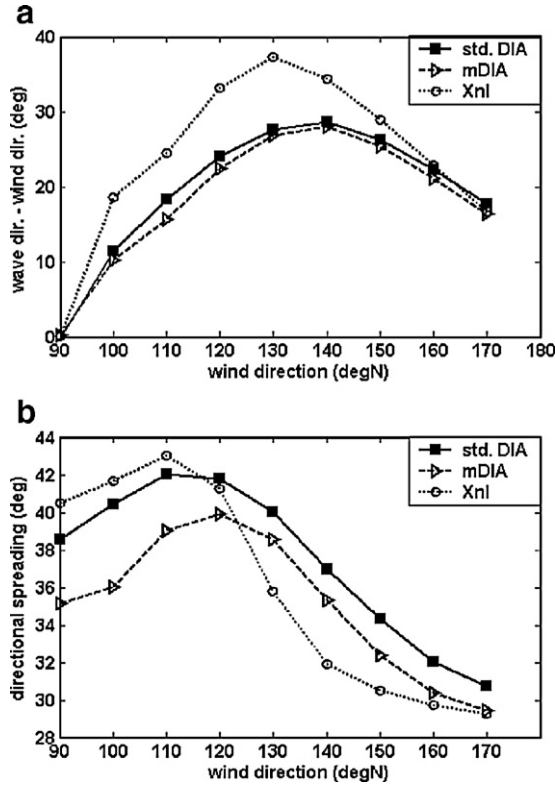 a
40
30
20
10
0
wave dir. - wind dir. (deg)
std. DIA
mDIA
Xnl
90 100 110 120 130 140 150 160 170 180
wind direction (degN)
b
44
42
40
38
36
34
32
30
28
directional spreading (deg)
std. DIA
mDIA
Xnl
90 100 110 120 130 140 150 160 170
wind direction (degN)